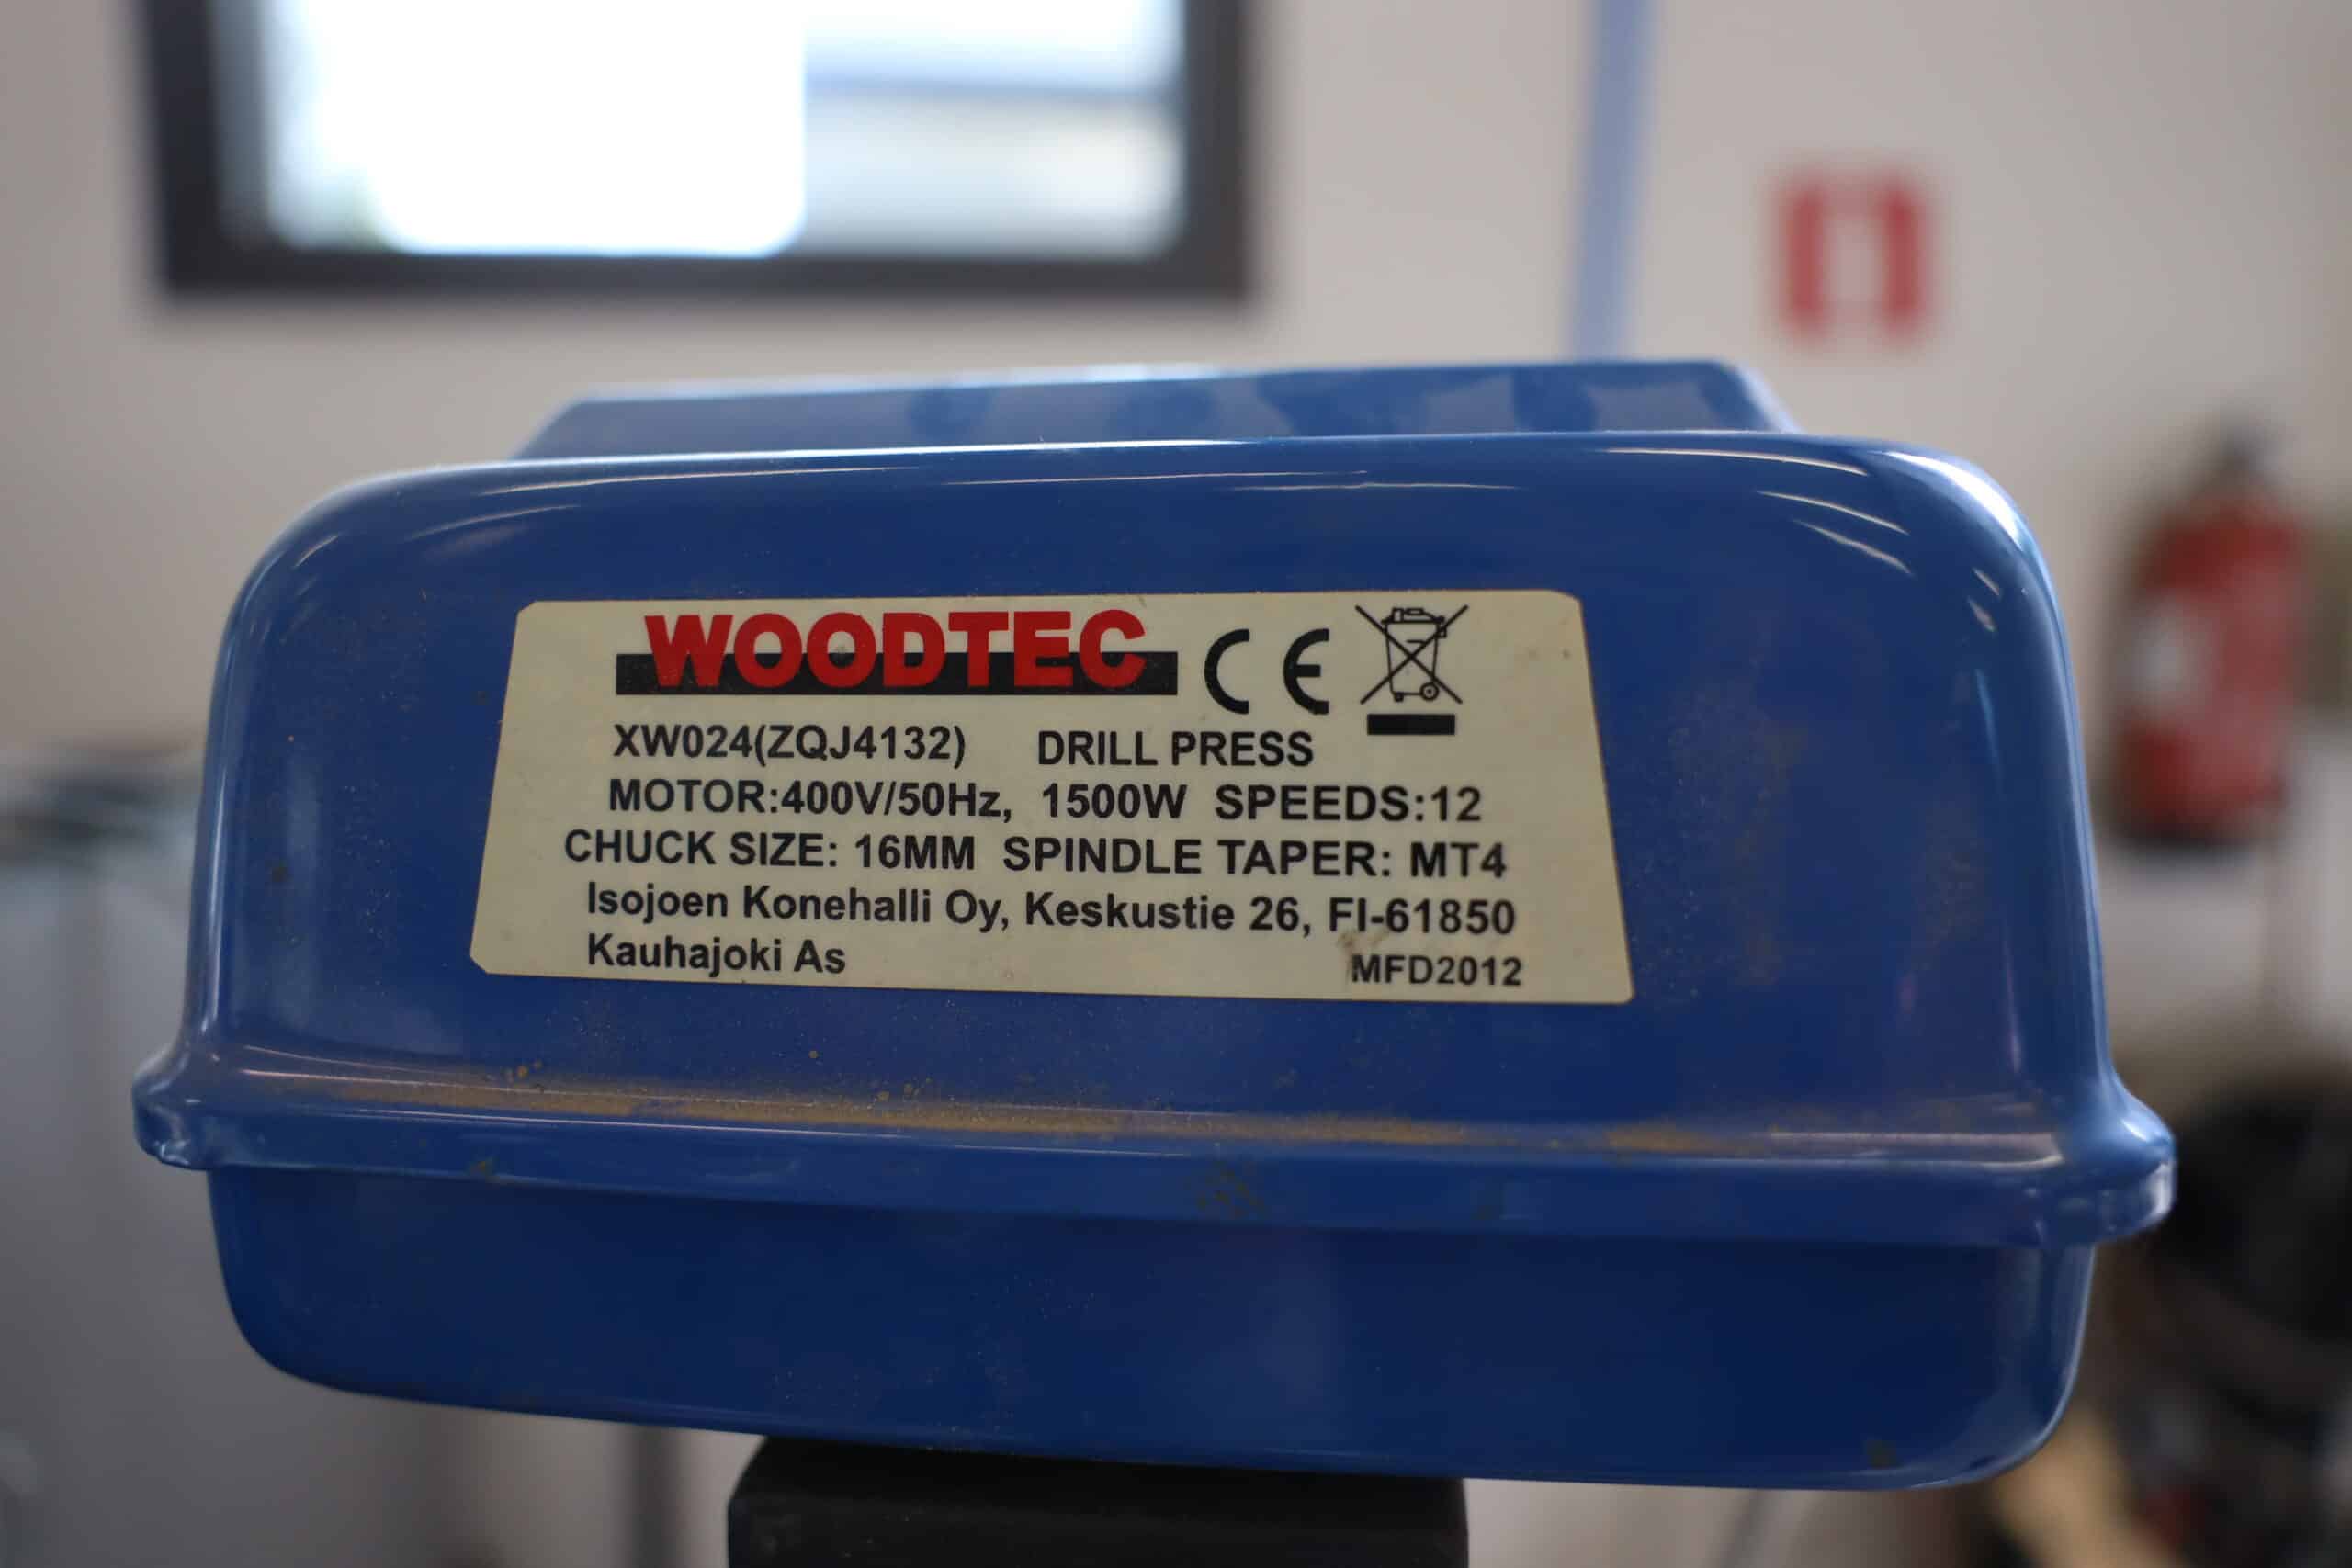 WOODTEC CE
XW024(ZQJ4132) DRILL PRESS
MOTOR:400V/50Hz, 1500W SPEEDS:12
CHUCK SIZE: 16MM SPINDLE TAPER: MT4
Isojoen Konehalli Oy, Keskustie 26, FI-61850
Kauhajoki As MFD2012